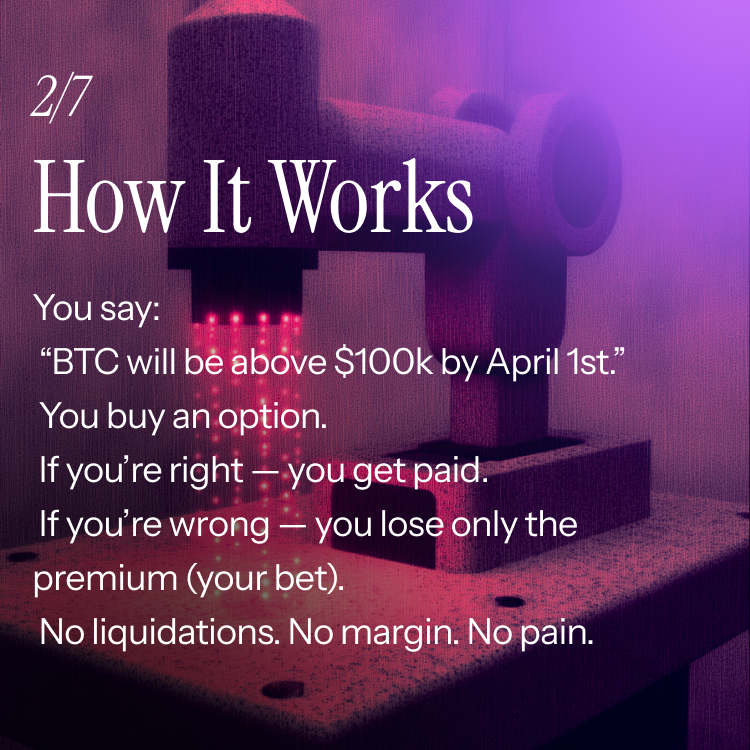 2/7
How It Works
You say:
“BTC will be above $100k by April 1st.”
You buy an option.
If you’re right — you get paid.
If you’re wrong — you lose only the
premium (your bet).
No liquidations. No margin. No pain.